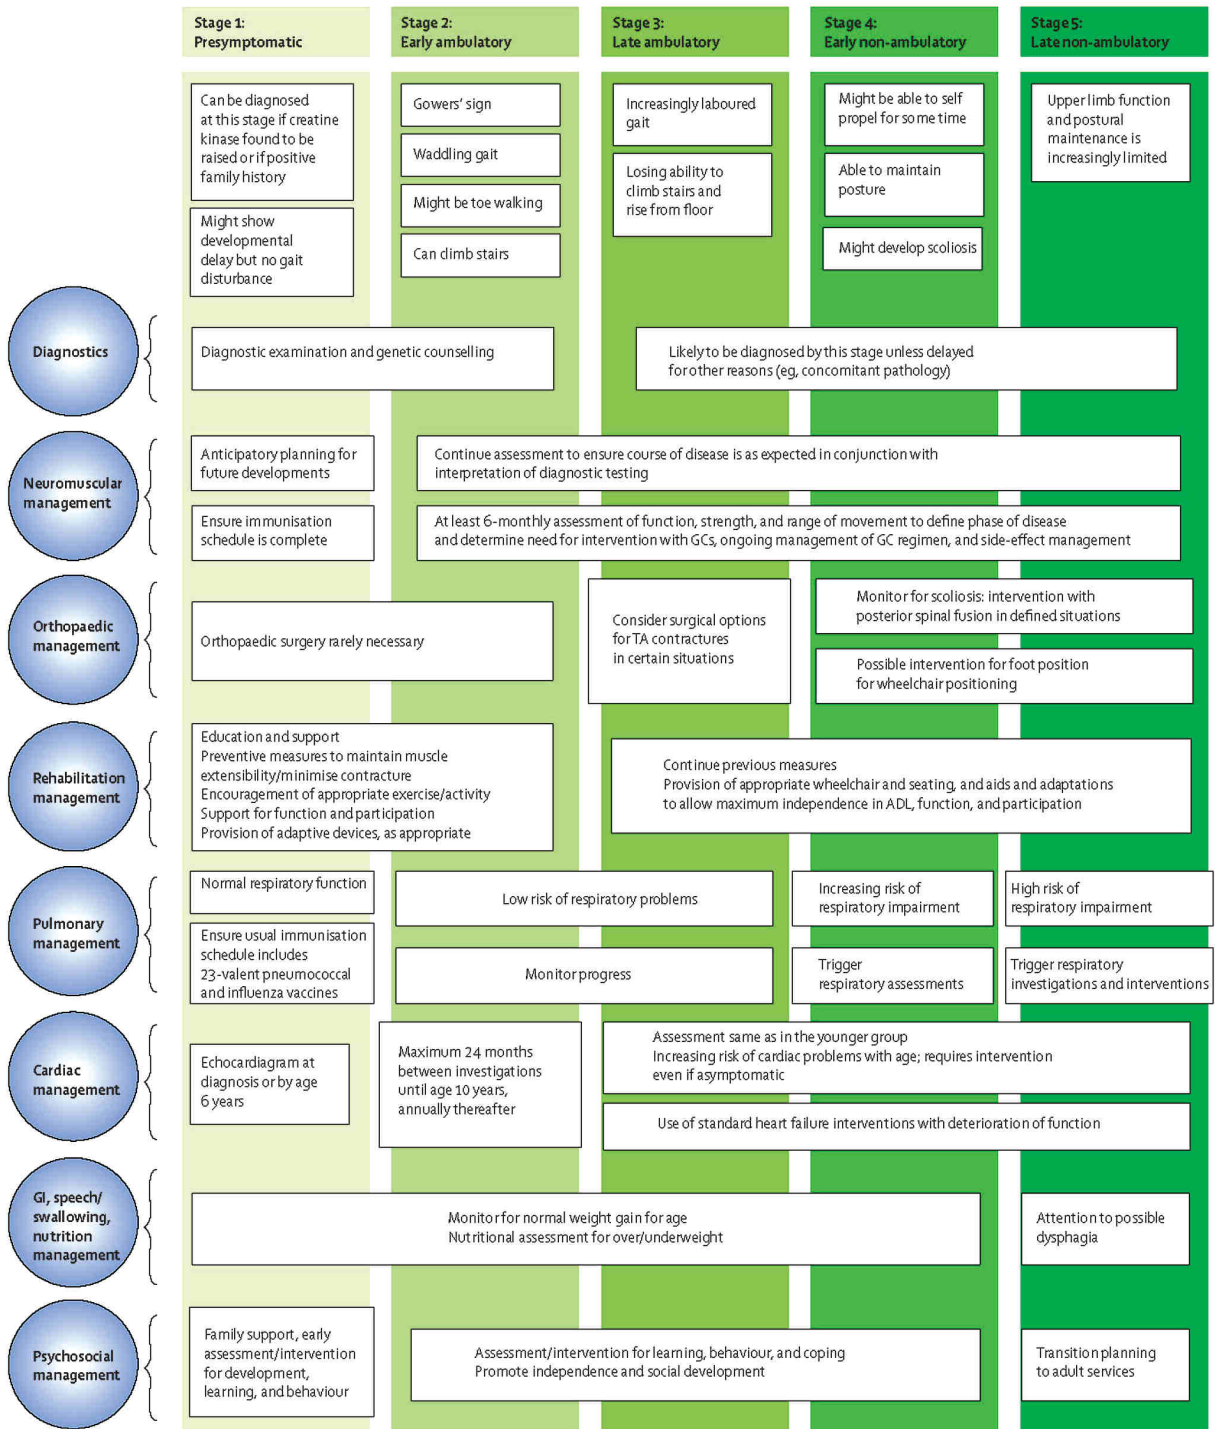 Stage 1:
Presymptomatic
Stage 2:
Early ambulatory
Stage 3:
Late ambulatory
Stage 4:
Early non-ambulatory
Stage 5:
Late non-ambulatory
Can be diagnosed
at this stage if creatine
kinase found to be
raised or if positive
family history
Might show
developmental
delay but no gait
disturbance
Gowers' sign
Waddling gait
Might be toe walking
Can climb stairs
Increasingly laboured
gait
Losing ability to
climb stairs and
rise from floor
Might be able to self
propel for some time
Able to maintain
posture
Might develop scoliosis
Upper limb function
and postural
maintenance is
increasingly limited
Diagnostics
Diagnostic examination and genetic counselling
Likely to be diagnosed by this stage unless delayed
for other reasons (eg, concomitant pathology)
Neuromuscular
management
Anticipatory planning for
future developments
Ensure immunisation
schedule is complete
Continue assessment to ensure course of disease is as expected in conjunction with
interpretation of diagnostic testing
At least 6-monthly assessment of function, strength, and range of movement to define phase of disease
and determine need for intervention with GCs, ongoing management of GC regimen, and side-effect management
Orthopaedic
management
Orthopaedic surgery rarely necessary
Consider surgical options
for TA contractures
in certain situations
Monitor for scoliosis: intervention with
posterior spinal fusion in defined situations
Possible intervention for foot position
for wheelchair positioning
Rehabilitation
management
Education and support
Preventive measures to maintain muscle
extensibility/minimise contracture
Encouragement of appropriate exercise/activity
Support for function and participation
Provision of adaptive devices, as appropriate
Continue previous measures
Provision of appropriate wheelchair and seating, and aids and adaptations
to allow maximum independence in ADL, function, and participation
Pulmonary
management
Normal respiratory function
Ensure usual immunisation
schedule includes
23-valent pneumococcal
and influenza vaccines
Low risk of respiratory problems
Monitor progress
Increasing risk of
respiratory impairment
Trigger
respiratory assessments
High risk of
respiratory impairment
Trigger respiratory
investigations and interventions
Cardiac
management
Echocardiagram at
diagnosis or by age
6 years
Maximum 24 months
between investigations
until age 10 years,
annually thereafter
Assessment same as in the younger group
Increasing risk of cardiac problems with age; requires intervention
even if asymptomatic
Use of standard heart failure interventions with deterioration of function
GI, speech/
swallowing,
nutrition
management
Monitor for normal weight gain for age
Nutritional assessment for over/underweight
Attention to possible
dysphagia
Psychosocial
management
Family support, early
assessment/intervention
for development,
learning, and behaviour
Assessment/intervention for learning, behaviour, and coping
Promote independence and social development
Transition planning
to adult services